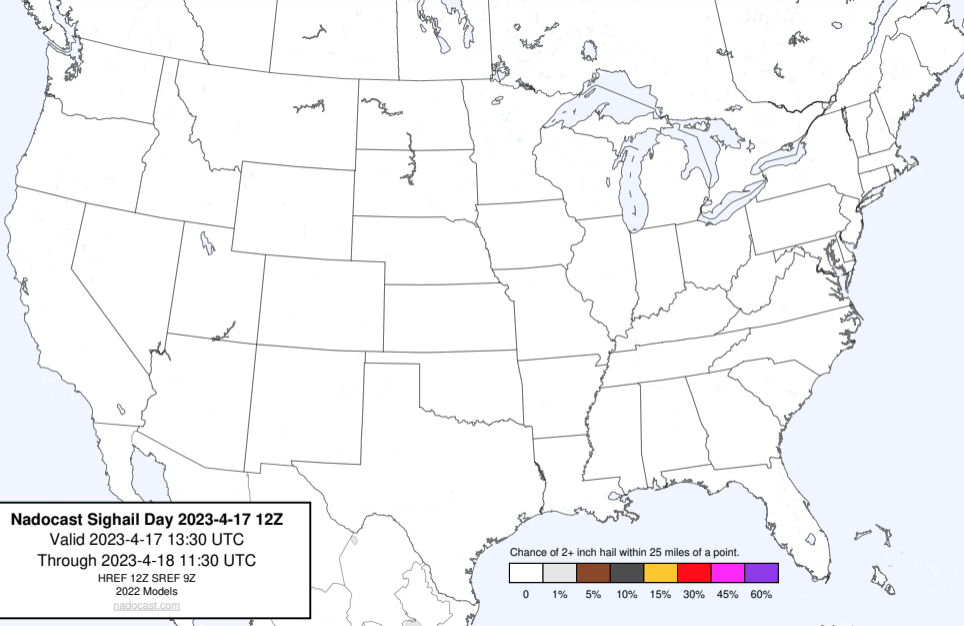 Nadocast Sighail Day 2023-4-17 12Z
Valid 2023-4-17 13:30 UTC
Through 2023-4-18 11:30 UTC
HREF 12Z SREF 9Z
2022 Models
nadocast.com
Chance of 2+ inch hail within 25 miles of a point.
0 1% 5% 10% 15% 30% 45% 60%